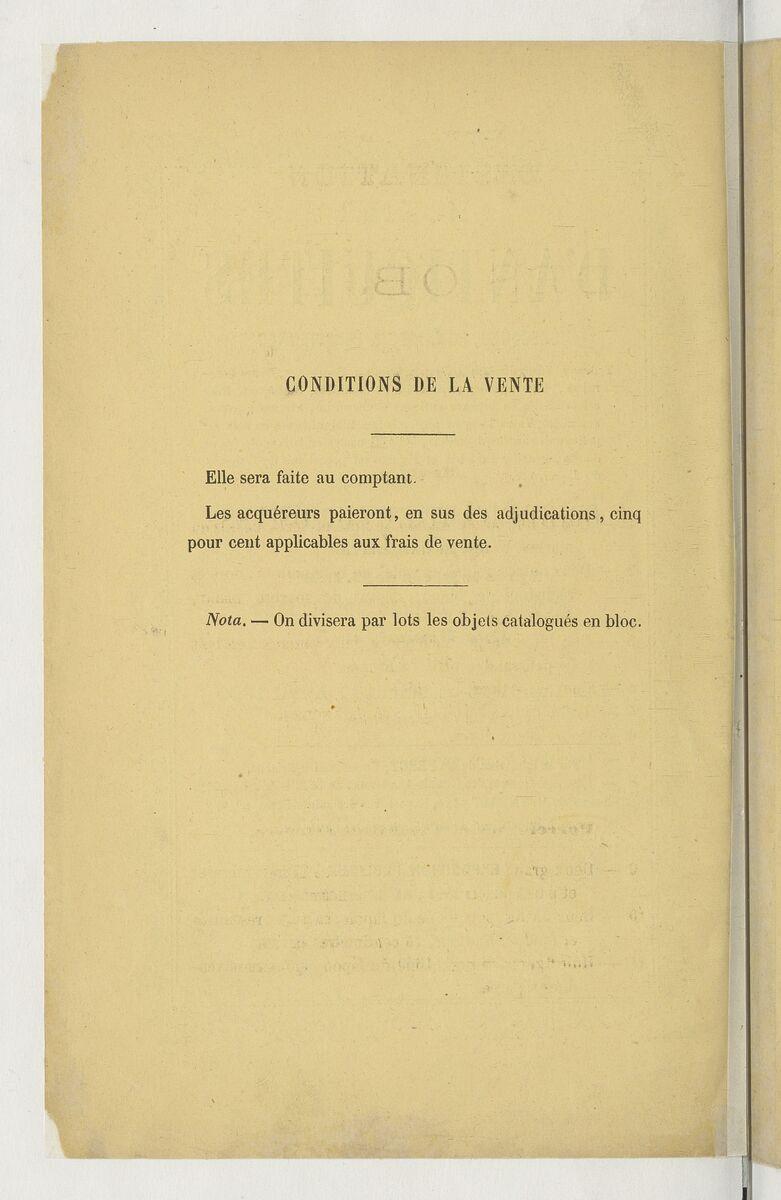 CONDITIONS DE LA VENTE
Elle sera faite au comptant.
Les acquéreurs paieront, en sus des adjudications, cinq
pour cent applicables aux frais de vente.
Nota. — On divisera par lots les objets catalogués en bloc.